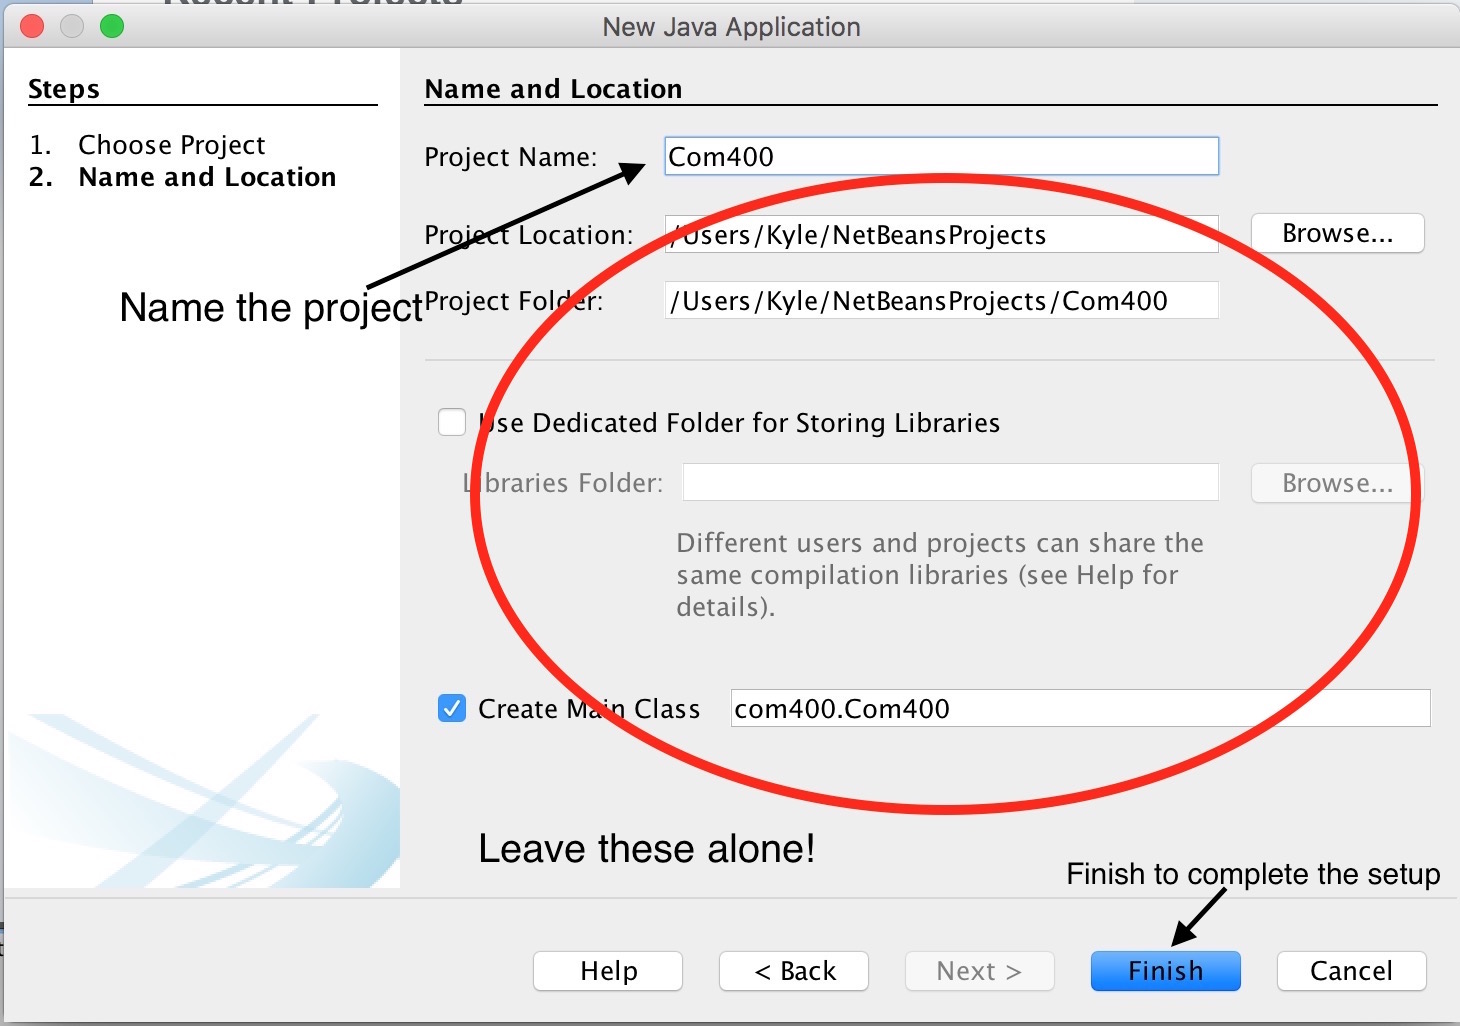 Recent Projects
New Java Application
Steps
1. Choose Project
2. Name and Location
Name and Location
Project Name: Com400
Project Location: /Users/Kyle/NetBeansProjects Browse...
Name the project
Project Folder: /Users/Kyle/NetBeansProjects/Com400
Use Dedicated Folder for Storing Libraries
Libraries Folder: Browse...
Different users and projects can share the
same compilation libraries (see Help for
details).
Create Main Class com400.Com400
Leave these alone!
Finish to complete the setup
Help < Back Next > Finish Cancel